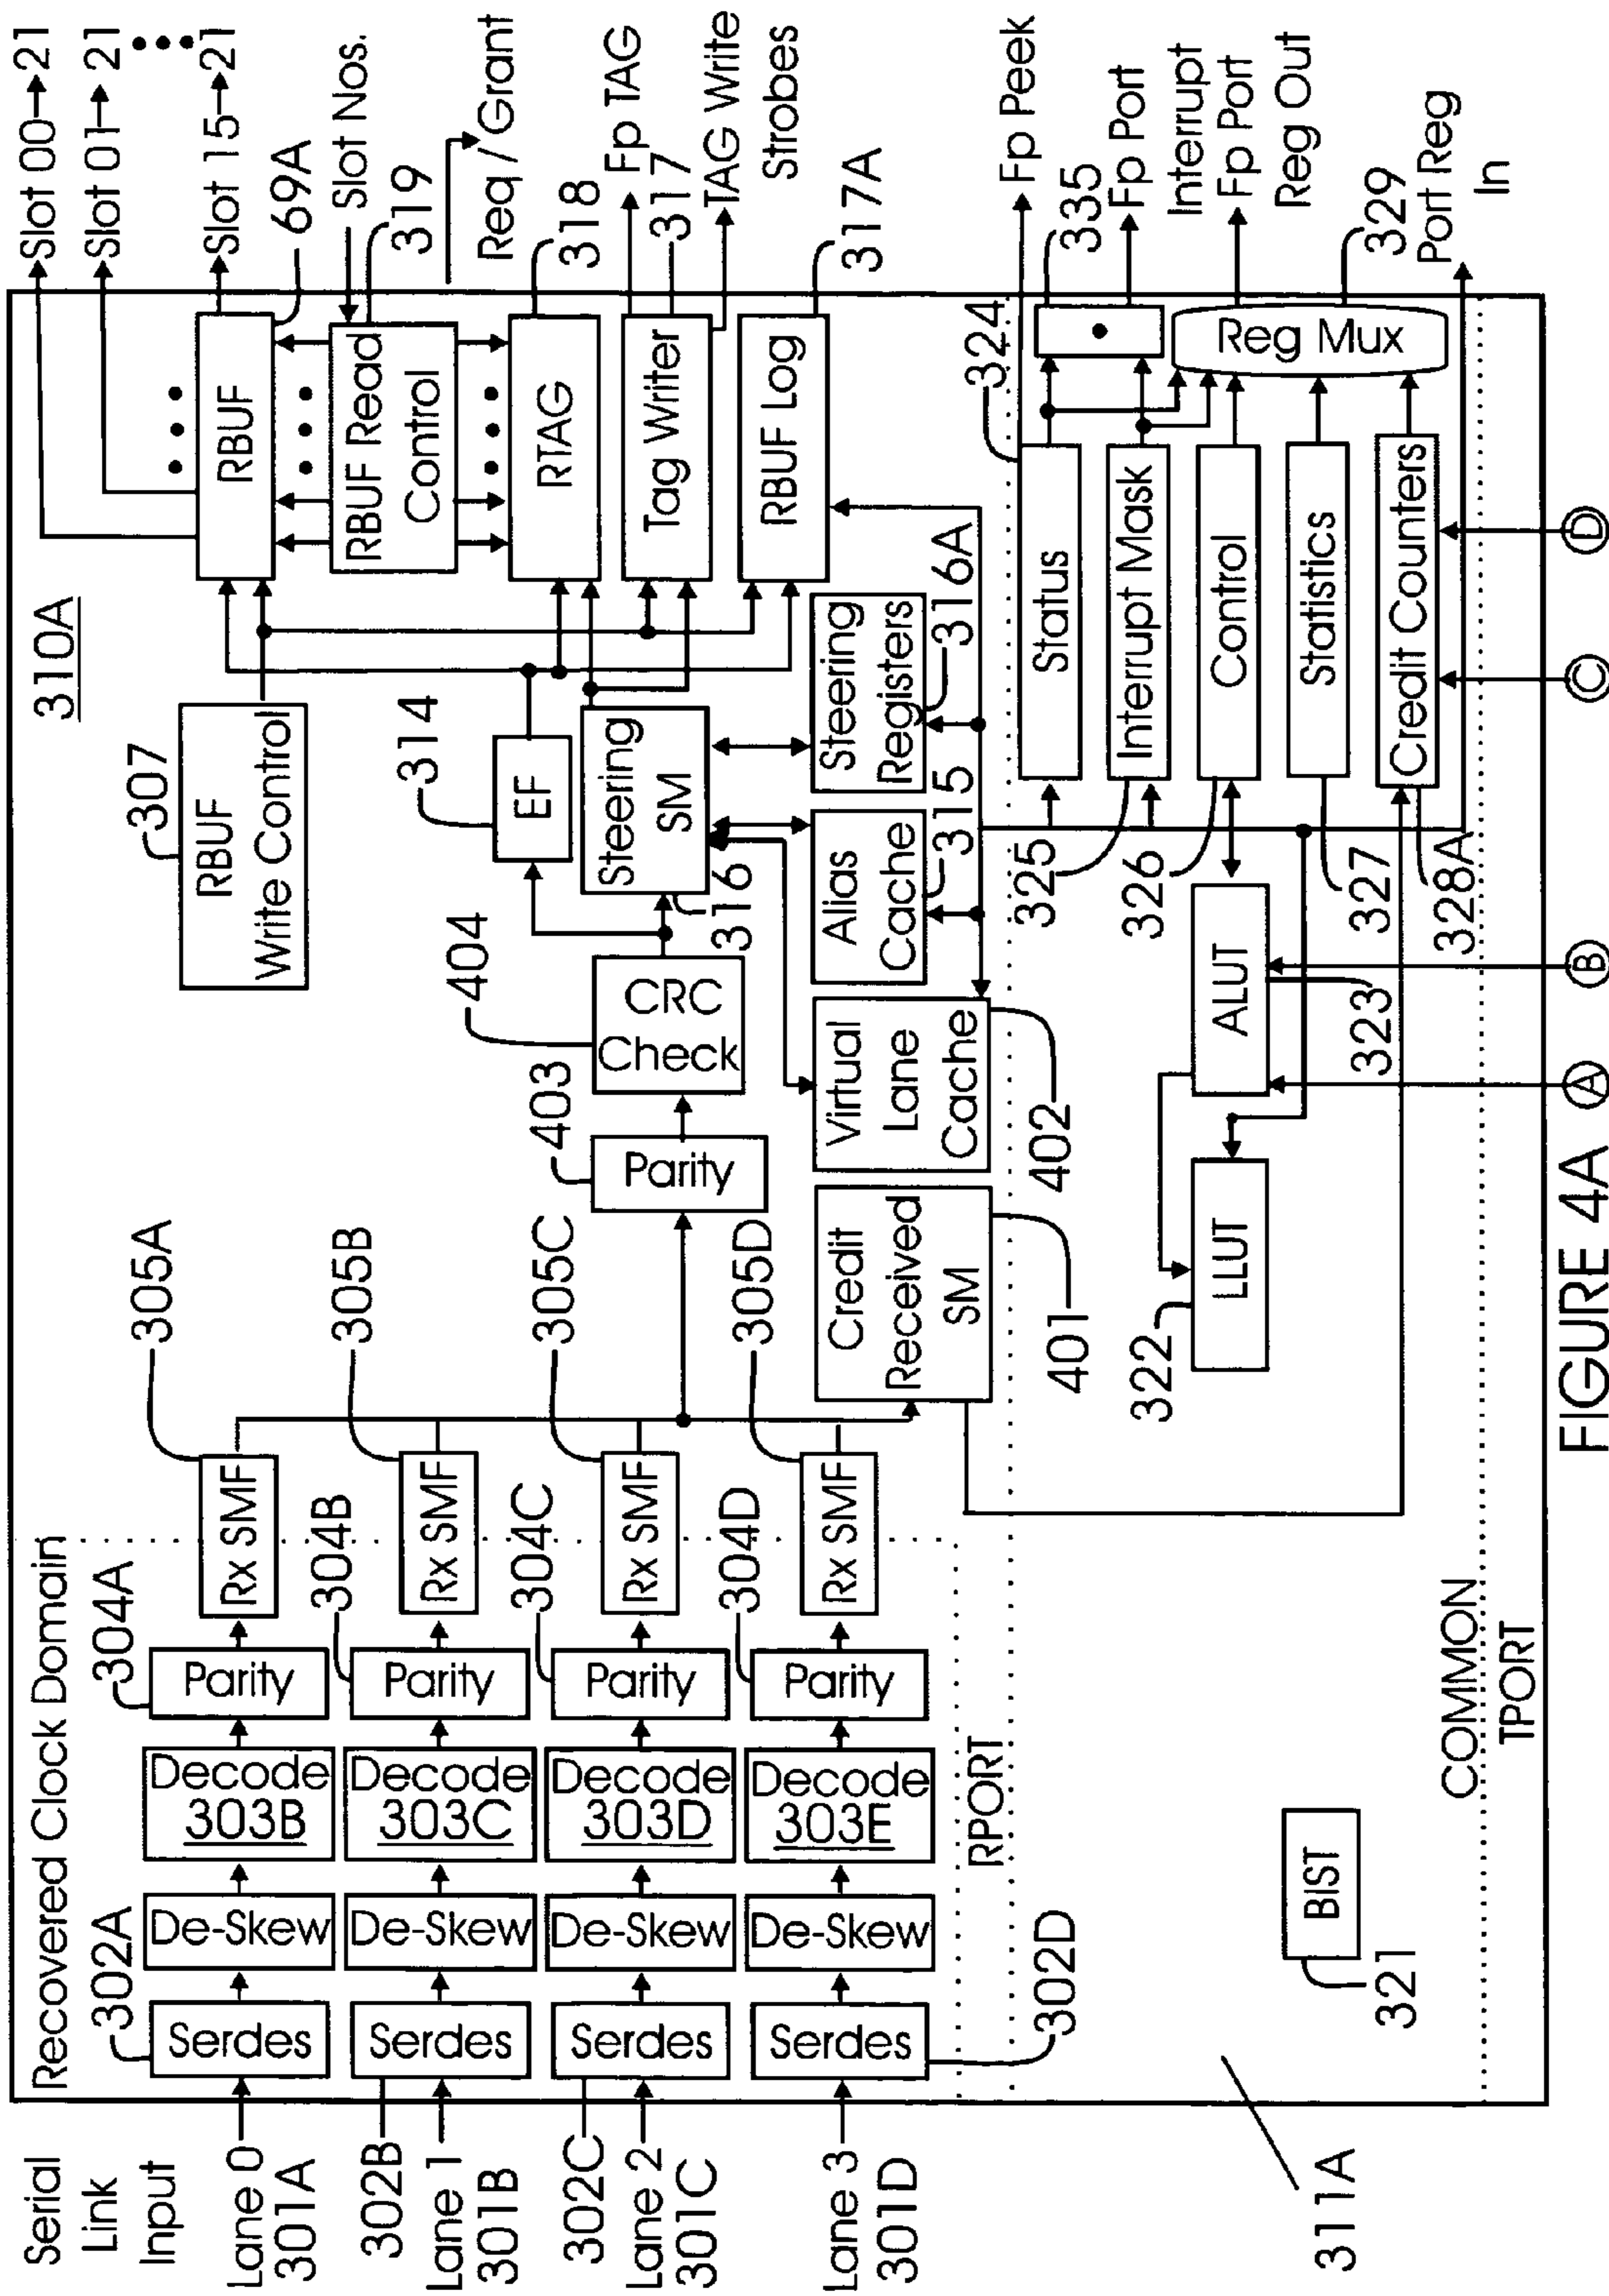 Serial
Link
Input
Lane 0
301A
302B
Lane 1
301B
302C
Lane 2
301C
Lane 3
301D
311A
Recovered Clock Domain
302A
Serdes
Serdes
Serdes
Serdes
302D
De-Skew
De-Skew
De-Skew
De-Skew
Decode
303B
Decode
303C
Decode
303D
Decode
303E
304A
Parity
304B
Parity
304C
Parity
304D
Parity
305A
Rx SMF
305B
Rx SMF
305C
Rx SMF
305D
Rx SMF
RPORT
310A
307
RBUF
Write Control
403
Parity
404
CRC
Check
314
EF
Steering
SM
316
Credit
Received
SM
401
Virtual
Lane
Cache
402
Alias
Cache
315
Steering
Registers
316A
RBUF
69A
RBUF Read
Control
319
RTAG
318
Tag Writer
317
RBUF Log
317A
Slot 00
21
Slot 01
21
Slot 15
21
Slot Nos.
Req / Grant
Fp TAG
TAG Write
Strobes
Fp Peek
335
Fp Port
Interrupt
Fp Port
Reg Out
329
Port Reg
In
324
Status
325
Interrupt Mask
326
Control
327
Statistics
328A
Credit Counters
Reg Mux
322
LLUT
ALUT
323
321
BIST
COMMON
TPORT
A
B
C
D
FIGURE 4A